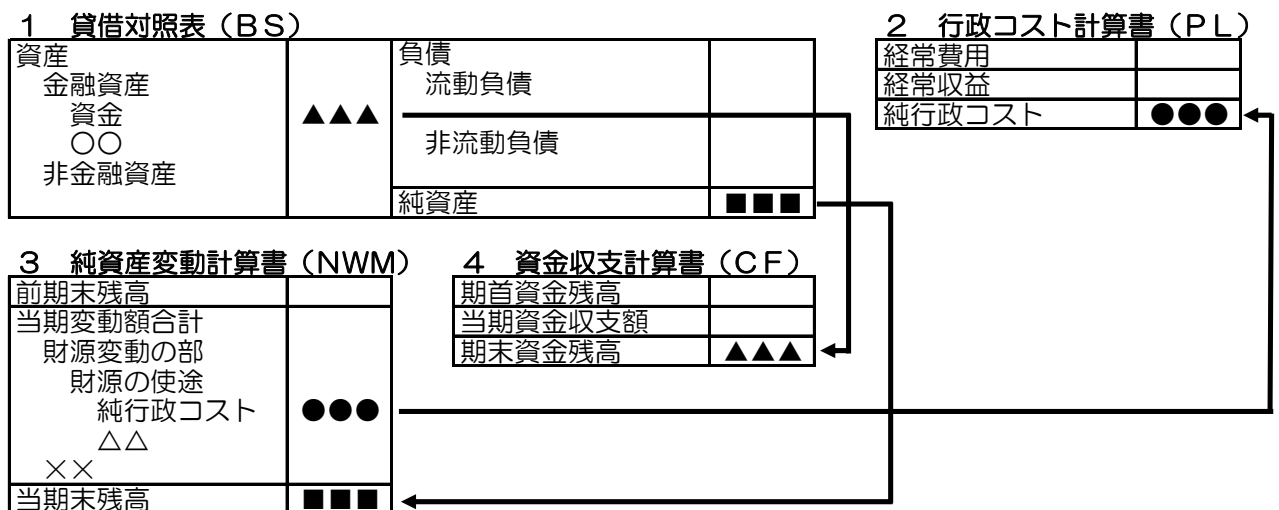 1　貸借対照表（ＢＳ）
資産
金融資産
資金　▲▲▲
〇〇
非金融資産
負債
流動負債
非流動負債
純資産　■■■
2　行政コスト計算書（ＰＬ）
経常費用
経常収益
純行政コスト　●●●
3　純資産変動計算書（ＮＷＭ）
前期末残高
当期変動額合計
財源変動の部
財源の使途
純行政コスト　●●●
△△
××
当期末残高　■■■
4　資金収支計算書（ＣＦ）
期首資金残高
当期資金収支額
期末資金残高　▲▲▲